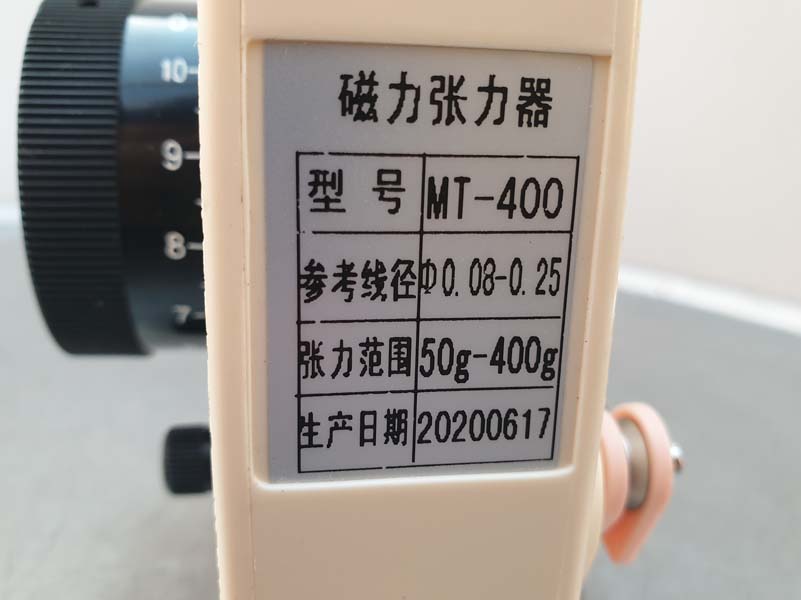 磁力张力器
型号 MT-400
参考线径 Φ0.08-0.25
张力范围 50g-400g
生产日期 20200617
10
9
8
7